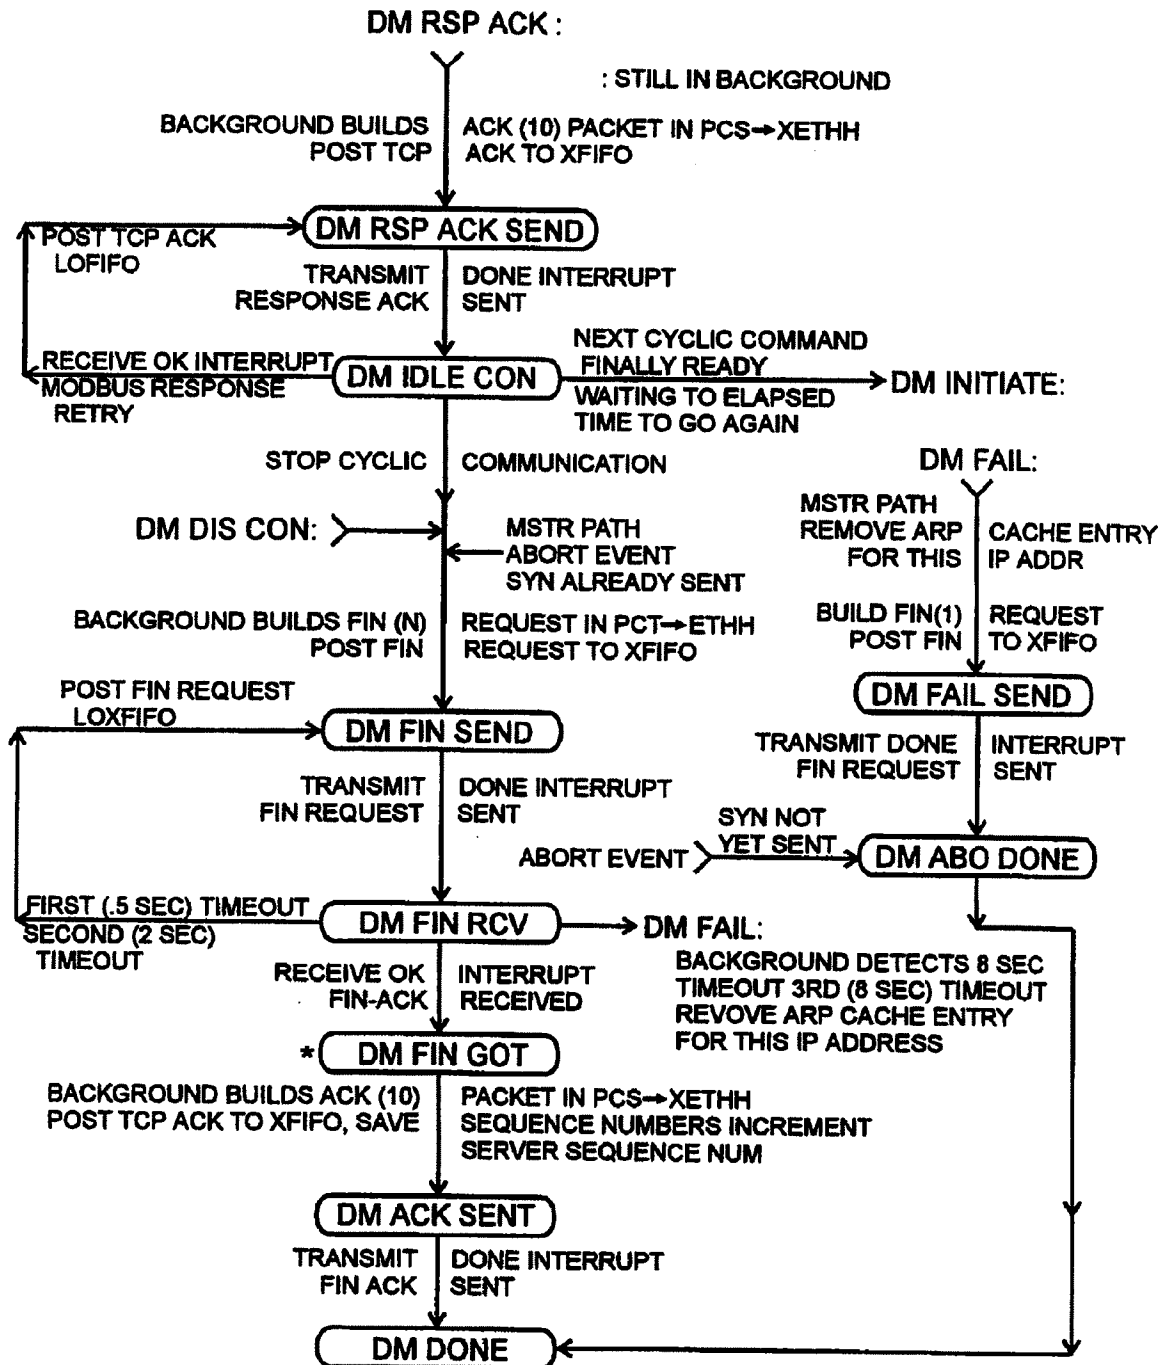 DM RSP ACK :
: STILL IN BACKGROUND
BACKGROUND BUILDS ACK (10) PACKET IN PCS→XETHH
POST TCP ACK TO XFIFO
DM RSP ACK SEND
POST TCP ACK
LOFIFO
TRANSMIT DONE INTERRUPT
RESPONSE ACK SENT
NEXT CYCLIC COMMAND
FINALLY READY
RECEIVE OK INTERRUPT
MODBUS RESPONSE
RETRY
DM IDLE CON
DM INITIATE:
WAITING TO ELAPSED
TIME TO GO AGAIN
STOP CYCLIC COMMUNICATION
DM FAIL:
DM DIS CON:
MSTR PATH
ABORT EVENT
SYN ALREADY SENT
MSTR PATH
REMOVE ARP CACHE ENTRY
FOR THIS IP ADDR
BACKGROUND BUILDS FIN (N) REQUEST IN PCT→ETHH
POST FIN REQUEST TO XFIFO
BUILD FIN(1) REQUEST
POST FIN TO XFIFO
POST FIN REQUEST
LOXFIFO
DM FIN SEND
DM FAIL SEND
TRANSMIT DONE INTERRUPT
FIN REQUEST SENT
TRANSMIT DONE INTERRUPT
FIN REQUEST SENT
SYN NOT
YET SENT
ABORT EVENT
DM ABO DONE
FIRST (.5 SEC) TIMEOUT
SECOND (2 SEC)
TIMEOUT
DM FIN RCV
DM FAIL:
BACKGROUND DETECTS 8 SEC
TIMEOUT 3RD (8 SEC) TIMEOUT
REVOVE ARP CACHE ENTRY
FOR THIS IP ADDRESS
RECEIVE OK INTERRUPT
FIN-ACK RECEIVED
* DM FIN GOT
BACKGROUND BUILDS ACK (10) PACKET IN PCS→XETHH
POST TCP ACK TO XFIFO, SAVE SEQUENCE NUMBERS INCREMENT
SERVER SEQUENCE NUM
DM ACK SENT
TRANSMIT DONE INTERRUPT
FIN ACK SENT
DM DONE